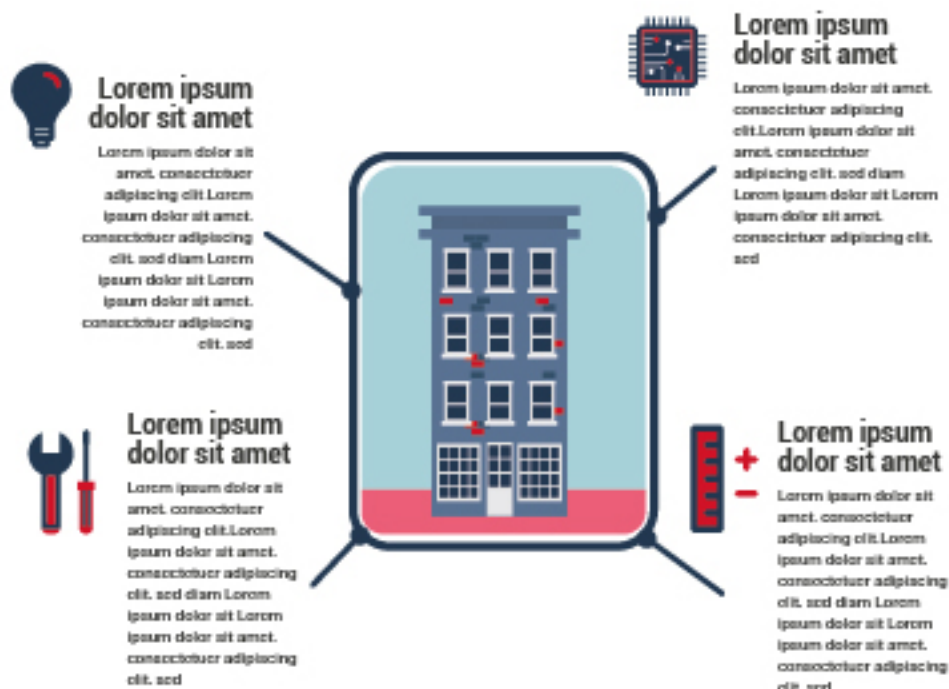 Lorem ipsum
dolor sit amet
Lorem ipsum dolor sit
amet. consectetuer
adipiscing elit.Lorem
ipsum dolor sit amet.
consectetuer adipiscing
elit. sed diam Lorem
ipsum dolor sit Lorem
ipsum dolor sit amet.
consectetuer adipiscing
elit. sed
Lorem ipsum
dolor sit amet
Lorem ipsum dolor sit amet.
consectetuer adipiscing
elit.Lorem ipsum dolor sit
amet. consectetuer
adipiscing elit. sed diam
Lorem ipsum dolor sit Lorem
ipsum dolor sit amet.
consectetuer adipiscing elit.
sed
Lorem ipsum
dolor sit amet
Lorem ipsum dolor sit
amet. consectetuer
adipiscing elit.Lorem
ipsum dolor sit amet.
consectetuer adipiscing
elit. sed diam Lorem
ipsum dolor sit Lorem
ipsum dolor sit amet.
consectetuer adipiscing
elit. sed
+
−
Lorem ipsum
dolor sit amet
Lorem ipsum dolor sit
amet. consectetuer
adipiscing elit.Lorem
ipsum dolor sit amet.
consectetuer adipiscing
elit. sed diam Lorem
ipsum dolor sit Lorem
ipsum dolor sit amet.
consectetuer adipiscing
elit. sed